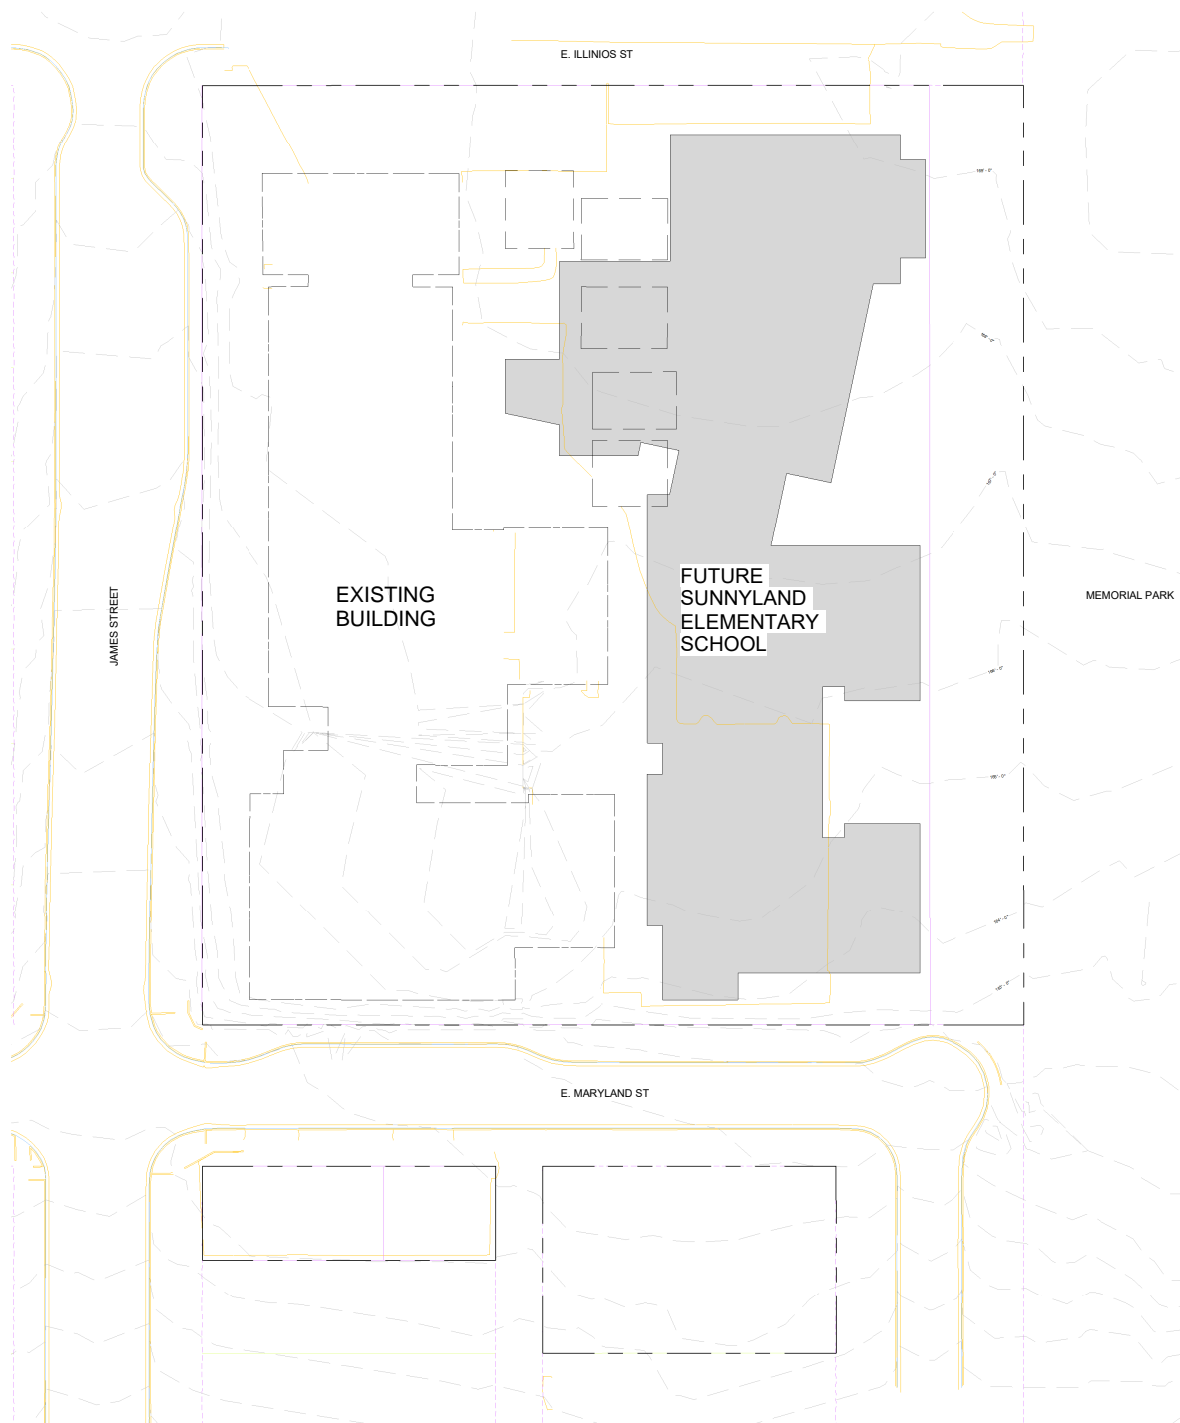 E. ILLINIOS ST
EXISTING
BUILDING
FUTURE
SUNNYLAND
ELEMENTARY
SCHOOL
JAMES STREET
MEMORIAL PARK
E. MARYLAND ST